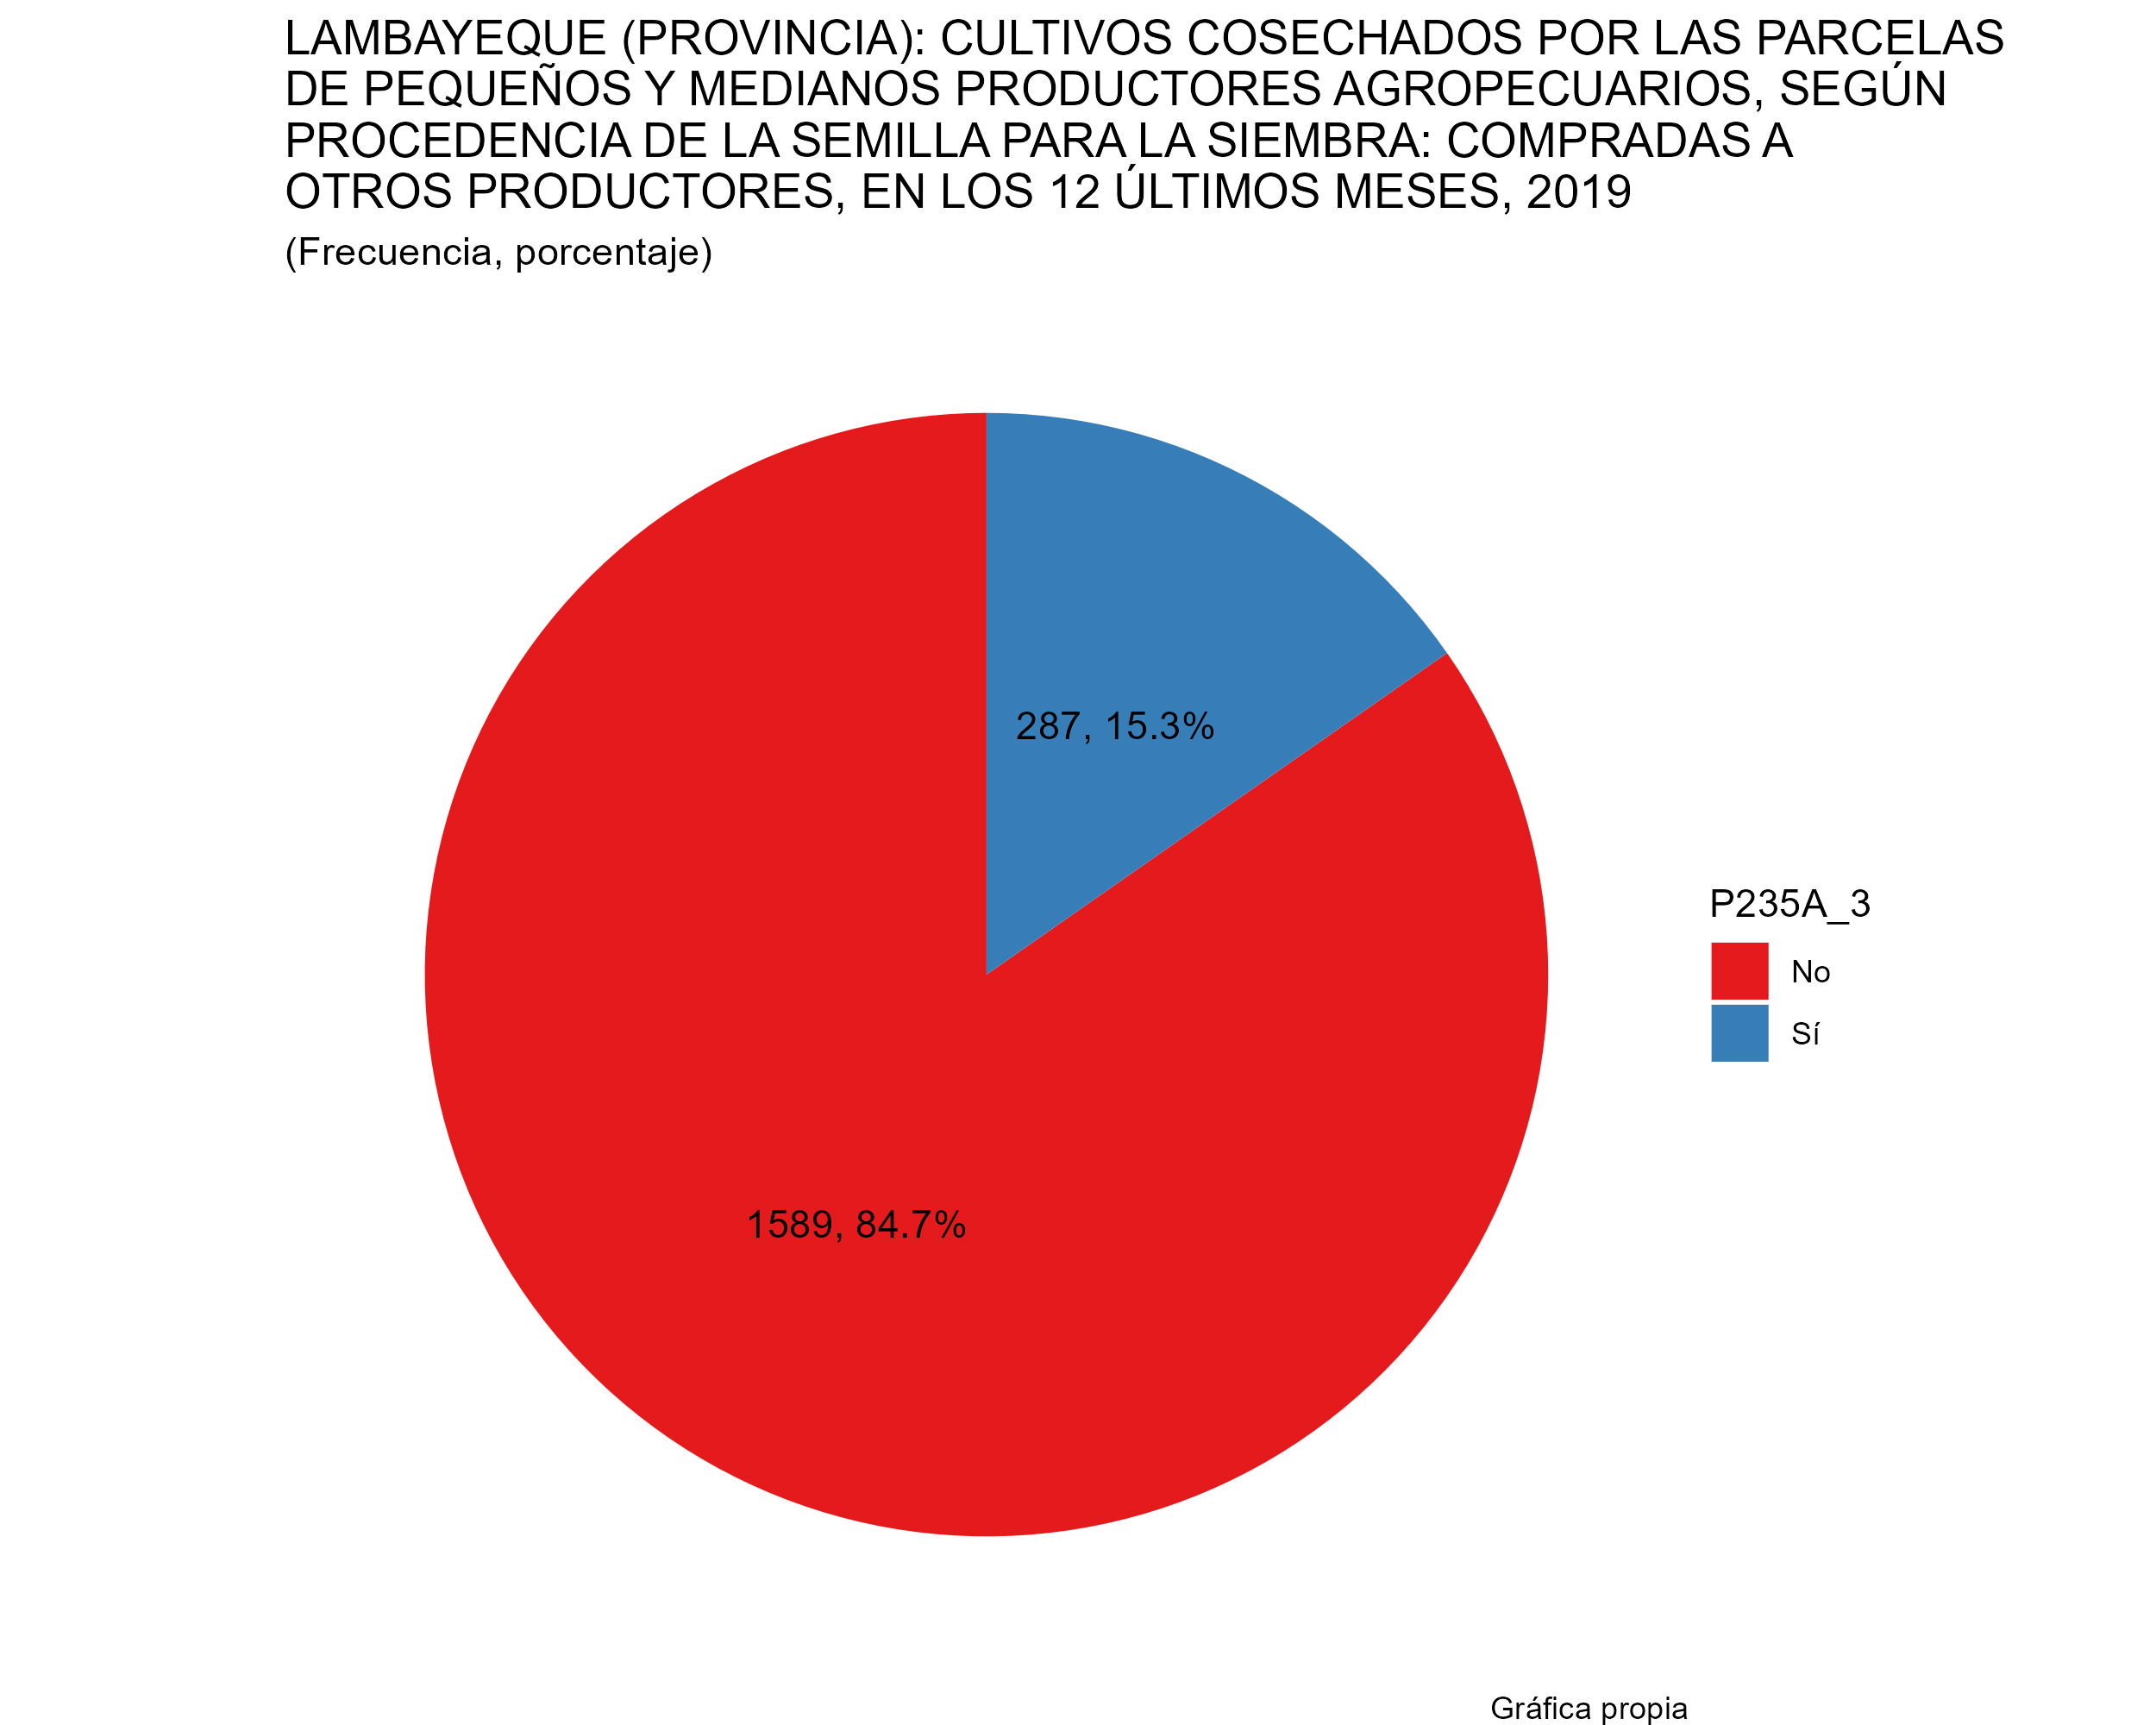 LAMBAYEQUE (PROVINCIA): CULTIVOS COSECHADOS POR LAS PARCELAS
DE PEQUEÑOS Y MEDIANOS PRODUCTORES AGROPECUARIOS, SEGÚN
PROCEDENCIA DE LA SEMILLA PARA LA SIEMBRA: COMPRADAS A
OTROS PRODUCTORES, EN LOS 12 ÚLTIMOS MESES, 2019
(Frecuencia, porcentaje)
287, 15.3%
1589, 84.7%
P235A_3
No
Sí
Gráfica propia